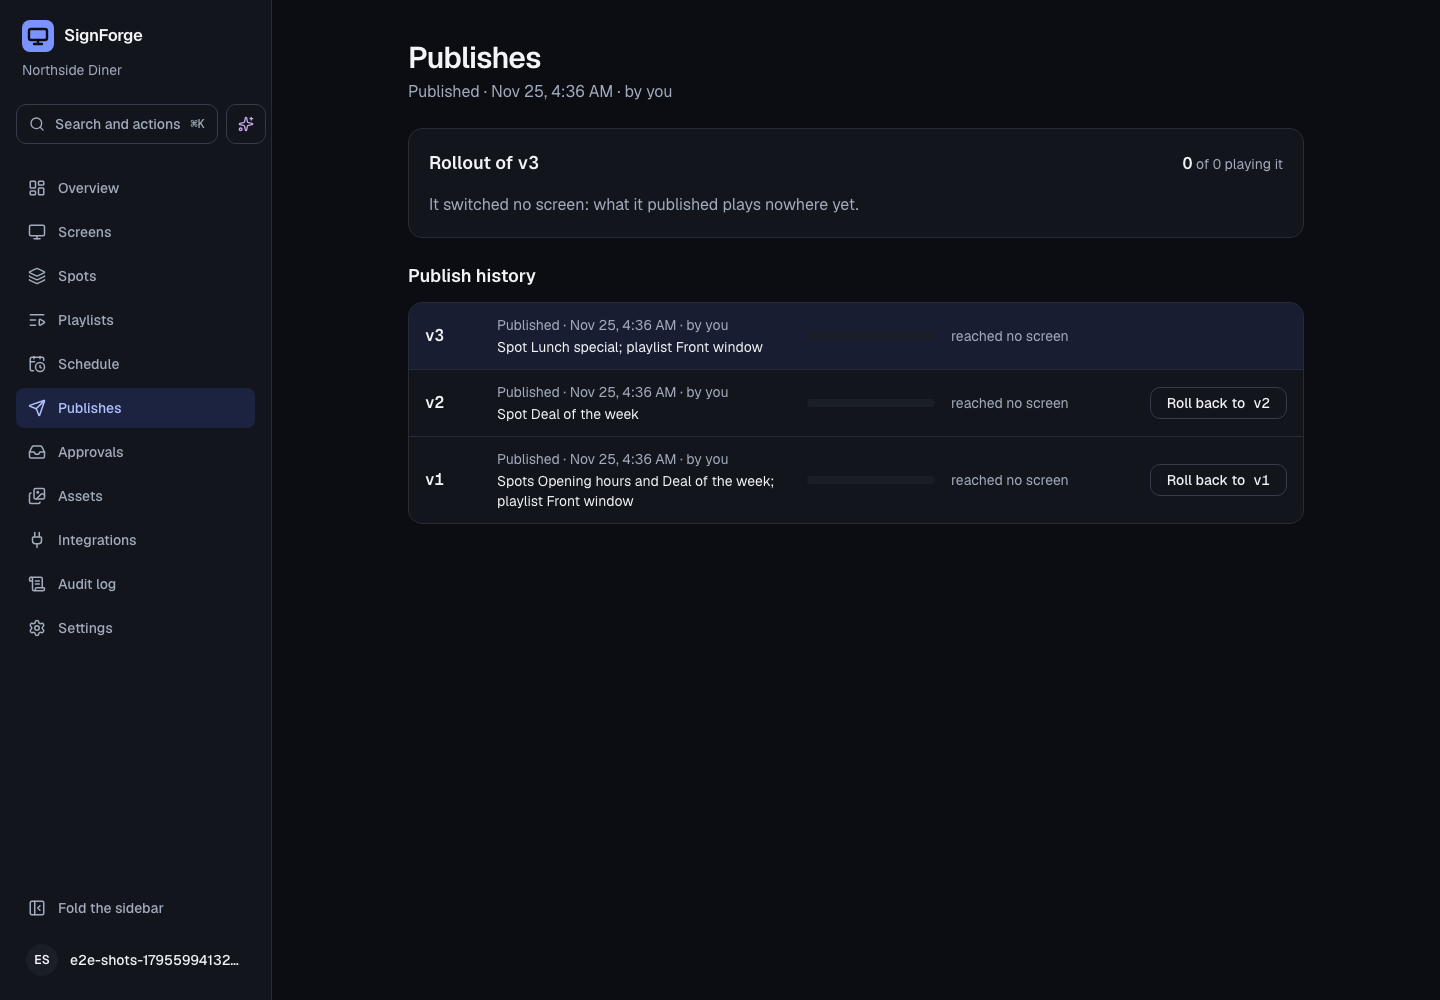 SignForge
Northside Diner
Search and actions ⌘K
Overview
Screens
Spots
Playlists
Schedule
Publishes
Approvals
Assets
Integrations
Audit log
Settings
Fold the sidebar
ES e2e-shots-17955994132…
Publishes
Published · Nov 25, 4:36 AM · by you
Rollout of v3
0 of 0 playing it
It switched no screen: what it published plays nowhere yet.
Publish history
v3
Published · Nov 25, 4:36 AM · by you
Spot Lunch special; playlist Front window
reached no screen
v2
Published · Nov 25, 4:36 AM · by you
Spot Deal of the week
reached no screen
Roll back to v2
v1
Published · Nov 25, 4:36 AM · by you
Spots Opening hours and Deal of the week;
playlist Front window
reached no screen
Roll back to v1